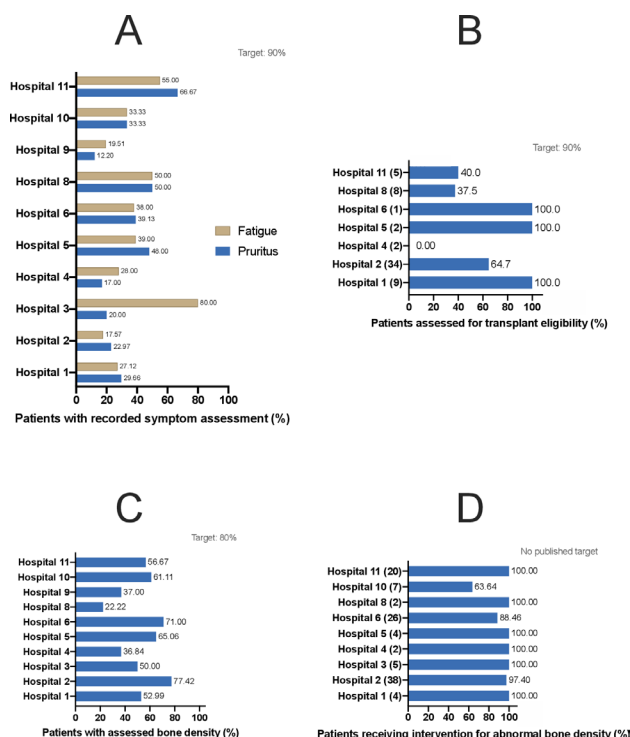 A
Target: 90%
Hospital 11
55.00
66.67
Hospital 10
33.33
33.33
Hospital 9
19.51
12.20
Hospital 8
50.00
50.00
Hospital 6
38.00
39.13
Hospital 5
39.00
48.00
Hospital 4
28.00
17.00
Hospital 3
80.00
20.00
Hospital 2
17.57
22.97
Hospital 1
27.12
29.66
Fatigue
Pruritus
0 20 40 60 80 100
Patients with recorded symptom assessment (%)
B
Target: 90%
Hospital 11 (5) 40.0
Hospital 8 (8) 37.5
Hospital 6 (1) 100.0
Hospital 5 (2) 100.0
Hospital 4 (2) 0.00
Hospital 2 (34) 64.7
Hospital 1 (9) 100.0
0 20 40 60 80 100
Patients assessed for transplant eligibility (%)
C
Target: 80%
Hospital 11 56.67
Hospital 10 61.11
Hospital 9 37.00
Hospital 8 22.22
Hospital 6 71.00
Hospital 5 65.06
Hospital 4 36.84
Hospital 3 50.00
Hospital 2 77.42
Hospital 1 52.99
0 20 40 60 80 100
Patients with assessed bone density (%)
D
No published target
Hospital 11 (20) 100.00
Hospital 10 (7) 63.64
Hospital 8 (2) 100.00
Hospital 6 (26) 88.46
Hospital 5 (4) 100.00
Hospital 4 (2) 100.00
Hospital 3 (5) 100.00
Hospital 2 (38) 97.40
Hospital 1 (4) 100.00
0 20 40 60 80 100
Patients receiving intervention for abnormal bone density (%)